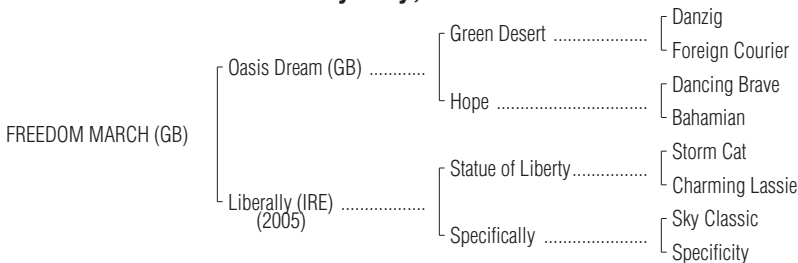 Danzig
Green Desert ..................
Foreign Courier
Oasis Dream (GB) ............
Dancing Brave
Hope .............................
Bahamian
FREEDOM MARCH (GB)
Storm Cat
Statue of Liberty...............
Charming Lassie
Liberally (IRE) ..................
(2005)
Sky Classic
Specifically ....................
Specificity